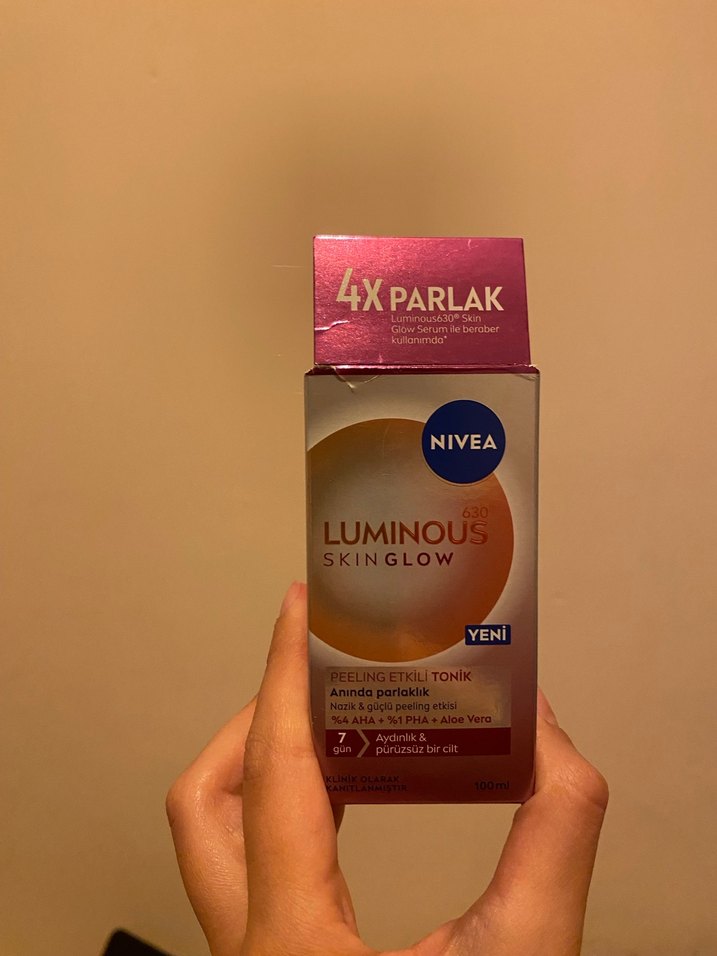 4X PARLAK
Luminous630® Skin
Glow Serum ile beraber
kullanımda*
NIVEA
630
LUMINOUS
SKINGLOW
YENİ
PEELING ETKİLİ TONİK
Anında parlaklık
Nazik & güçlü peeling etkisi
%4 AHA + %1 PHA + Aloe Vera
7 Aydınlık &
gün pürüzsüz bir cilt
KLİNİK OLARAK
KANITLANMIŞTIR
100 ml